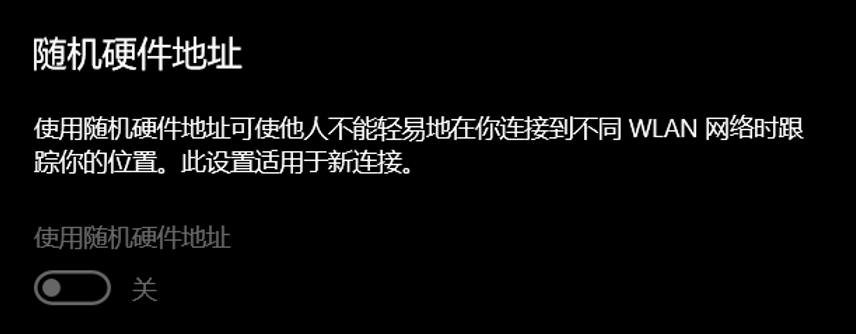 随机硬件地址
使用随机硬件地址可使他人不能轻易地在你连接到不同 WLAN 网络时跟
踪你的位置。此设置适用于新连接。
使用随机硬件地址
关